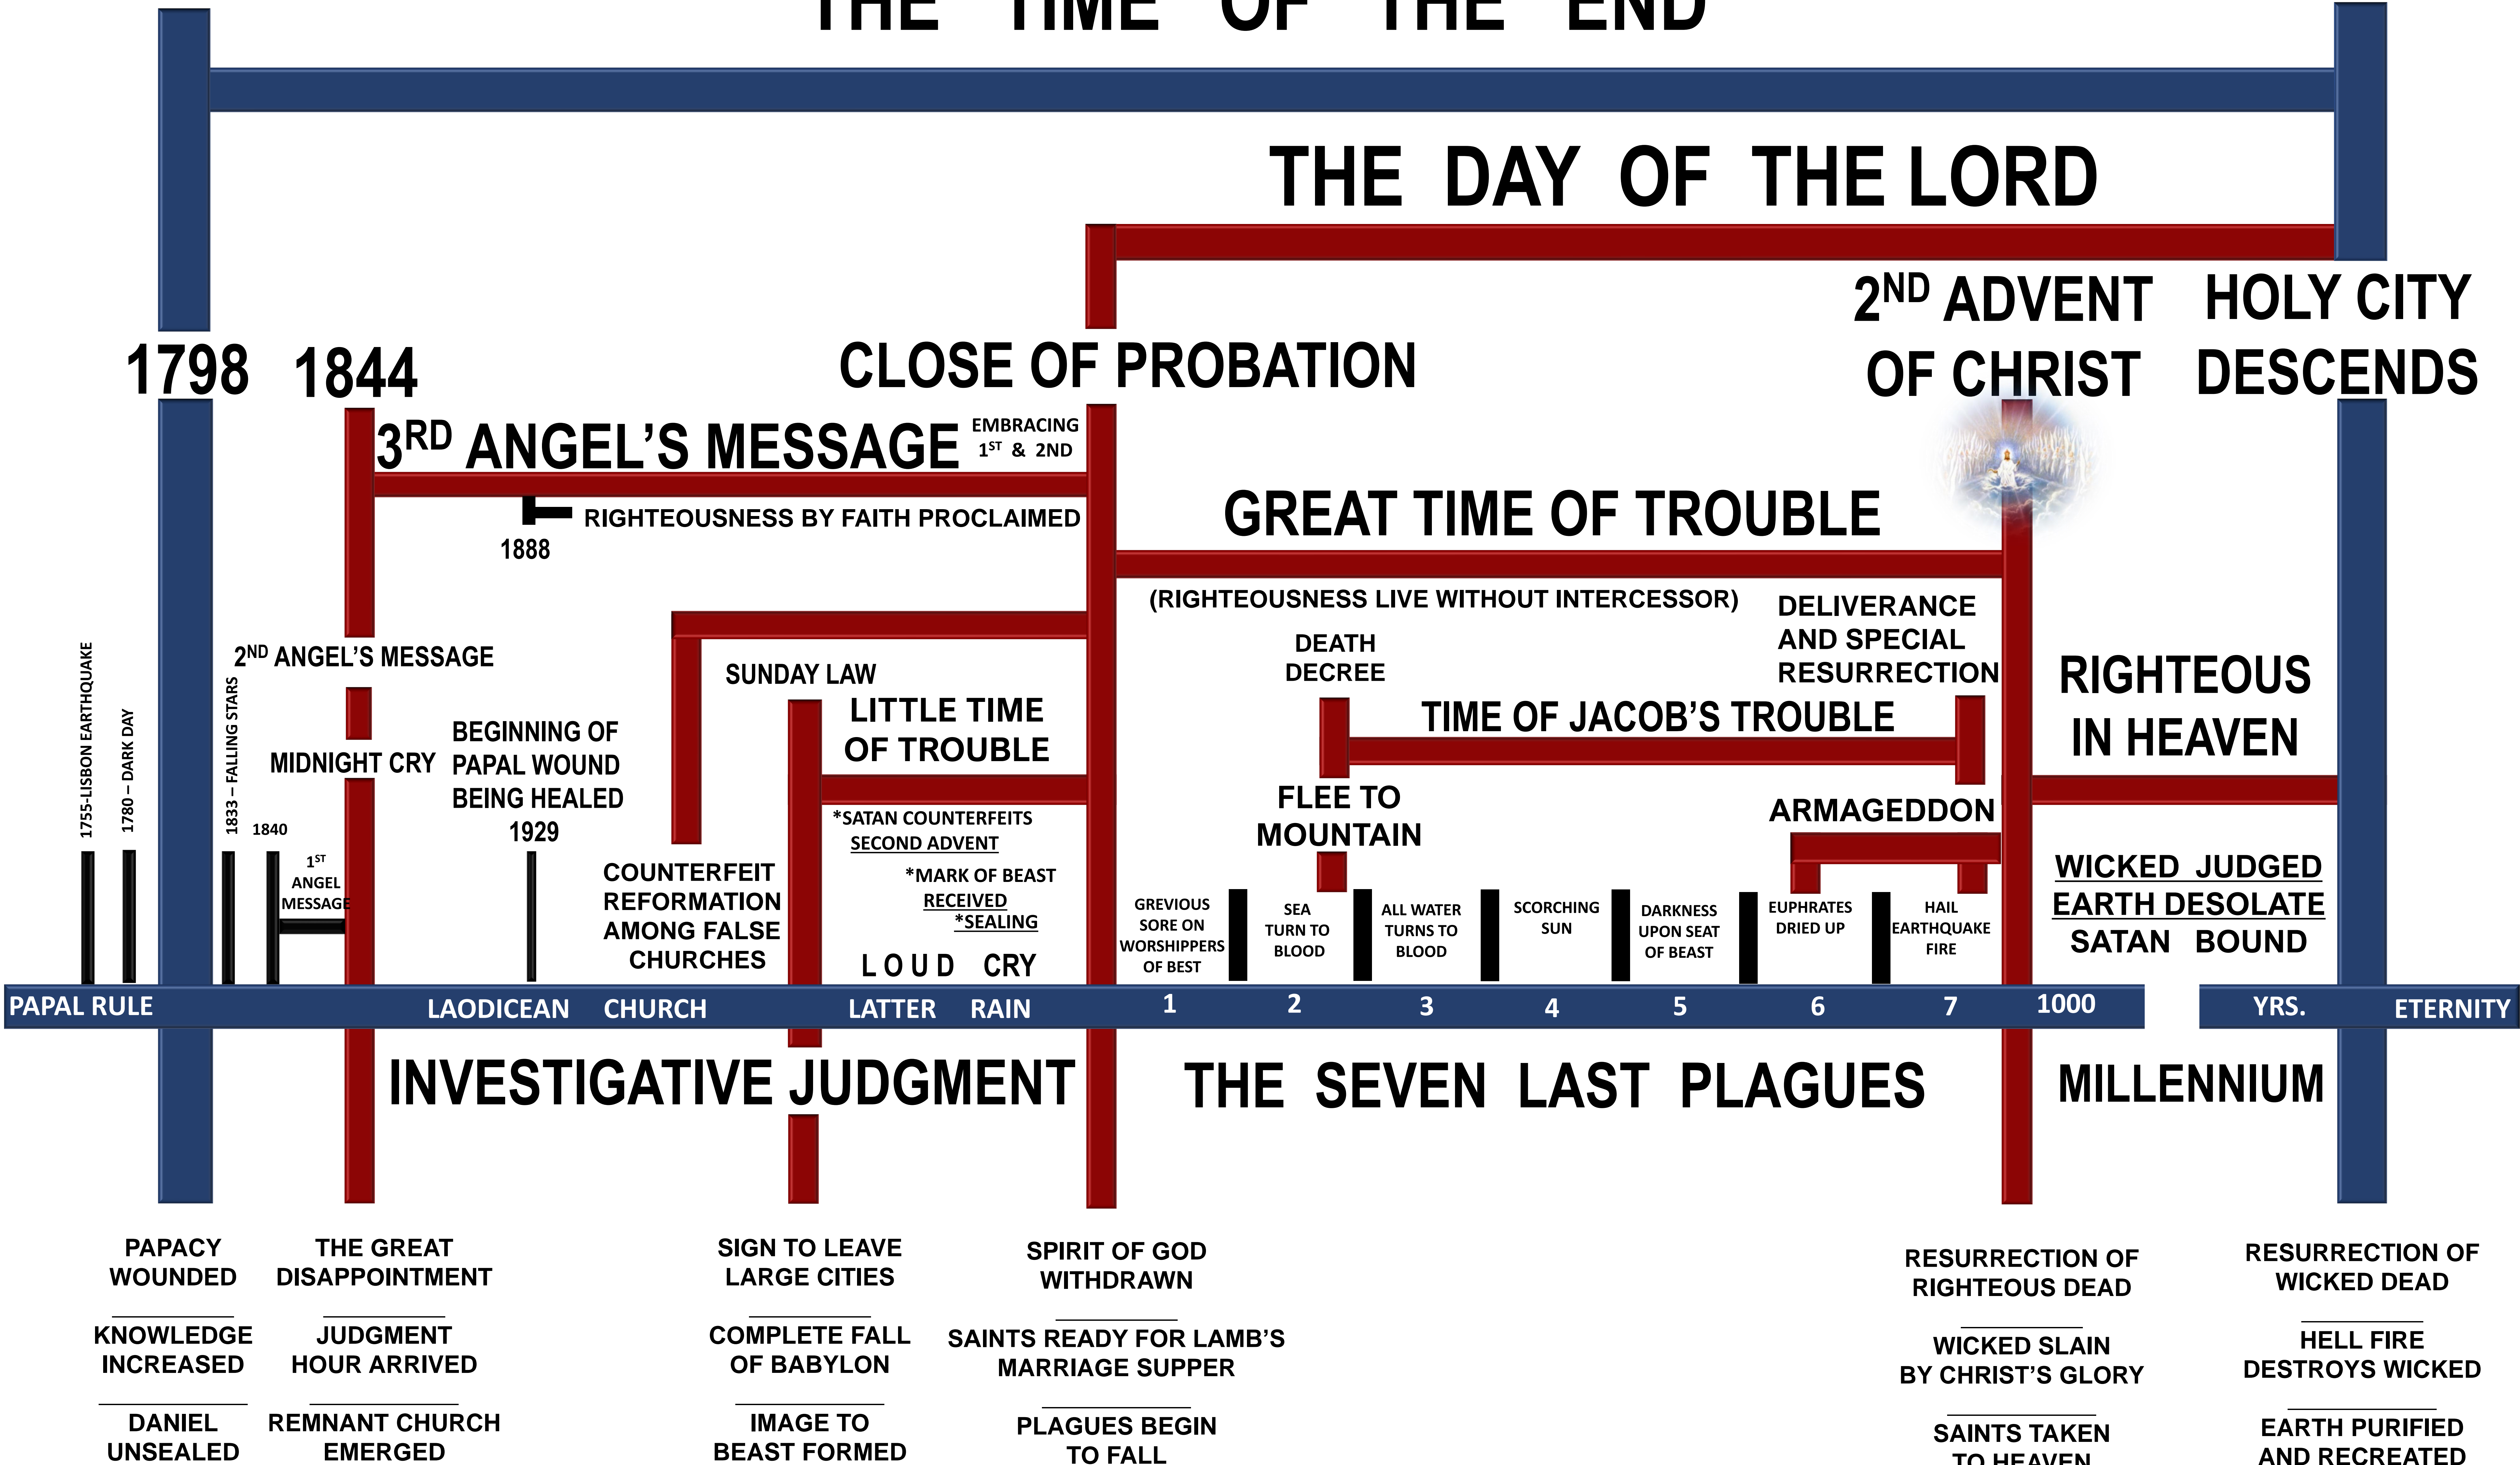 THE TIME OF THE END
THE DAY OF THE LORD
2ND ADVENT
OF CHRIST
HOLY CITY
DESCENDS
1798
1844
CLOSE OF PROBATION
3RD ANGEL’S MESSAGE
EMBRACING
1ST & 2ND
RIGHTEOUSNESS BY FAITH PROCLAIMED
1888
GREAT TIME OF TROUBLE
(RIGHTEOUSNESS LIVE WITHOUT INTERCESSOR)
DELIVERANCE
AND SPECIAL
RESURRECTION
DEATH
DECREE
TIME OF JACOB’S TROUBLE
FLEE TO
MOUNTAIN
ARMAGEDDON
RIGHTEOUS
IN HEAVEN
WICKED JUDGED
EARTH DESOLATE
SATAN BOUND
1755-LISBON EARTHQUAKE
1780 – DARK DAY
1833 – FALLING STARS
1840
1ST
ANGEL
MESSAGE
2ND ANGEL’S MESSAGE
MIDNIGHT CRY
BEGINNING OF
PAPAL WOUND
BEING HEALED
1929
COUNTERFEIT
REFORMATION
AMONG FALSE
CHURCHES
SUNDAY LAW
LITTLE TIME
OF TROUBLE
*SATAN COUNTERFEITS
SECOND ADVENT
*MARK OF BEAST
RECEIVED
*SEALING
LOUD CRY
GREVIOUS
SORE ON
WORSHIPPERS
OF BEST
SEA
TURN TO
BLOOD
ALL WATER
TURNS TO
BLOOD
SCORCHING
SUN
DARKNESS
UPON SEAT
OF BEAST
EUPHRATES
DRIED UP
HAIL
EARTHQUAKE
FIRE
PAPAL RULE
LAODICEAN CHURCH
LATTER RAIN
1 2 3 4 5 6 7
1000 YRS.
ETERNITY
INVESTIGATIVE JUDGMENT
THE SEVEN LAST PLAGUES
MILLENNIUM
PAPACY
WOUNDED
KNOWLEDGE
INCREASED
DANIEL
UNSEALED
THE GREAT
DISAPPOINTMENT
JUDGMENT
HOUR ARRIVED
REMNANT CHURCH
EMERGED
SIGN TO LEAVE
LARGE CITIES
COMPLETE FALL
OF BABYLON
IMAGE TO
BEAST FORMED
SPIRIT OF GOD
WITHDRAWN
SAINTS READY FOR LAMB’S
MARRIAGE SUPPER
PLAGUES BEGIN
TO FALL
RESURRECTION OF
RIGHTEOUS DEAD
WICKED SLAIN
BY CHRIST’S GLORY
SAINTS TAKEN
TO HEAVEN
RESURRECTION OF
WICKED DEAD
HELL FIRE
DESTROYS WICKED
EARTH PURIFIED
AND RECREATED